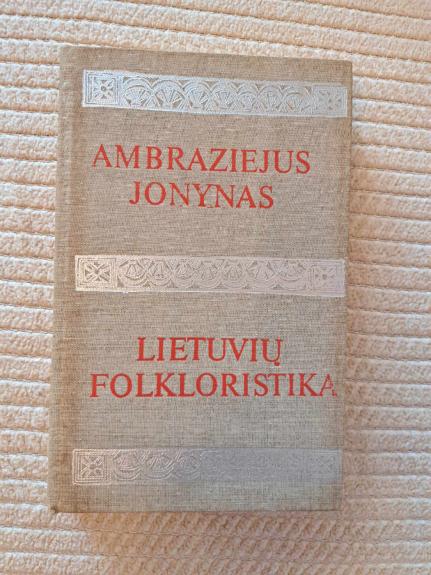 AMBRAZIEJUS
JONYNAS
LIETUVIŲ
FOLKLORISTIKA